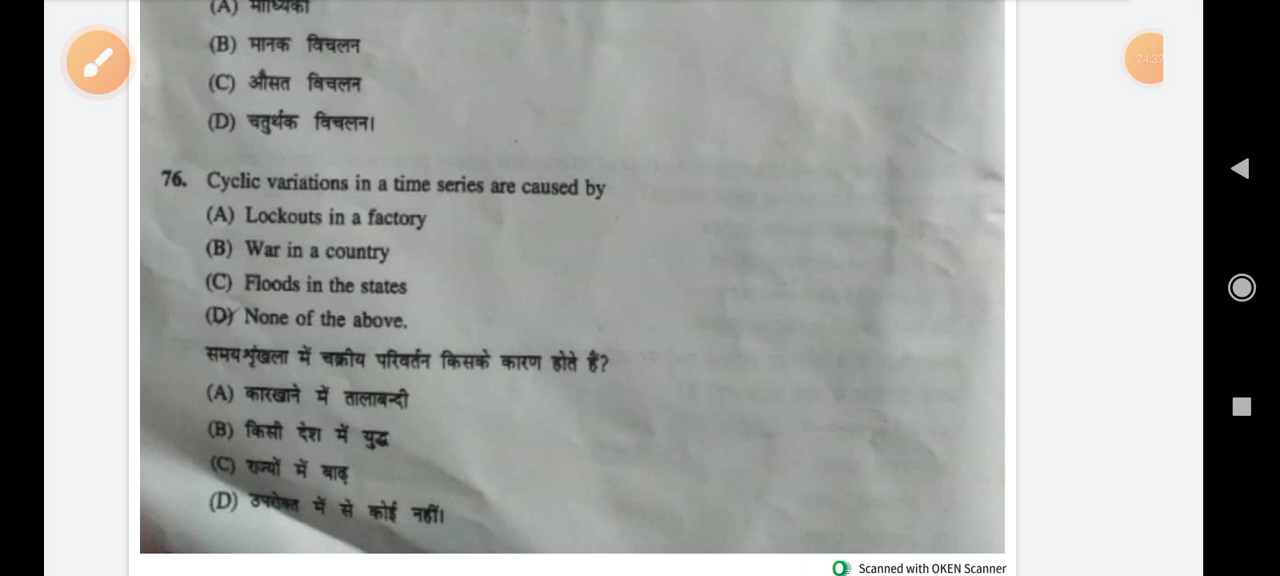 (A) माध्यिका
(B) मानक विचलन
(C) औसत विचलन
(D) चतुर्थक विचलन।
76. Cyclic variations in a time series are caused by
(A) Lockouts in a factory
(B) War in a country
(C) Floods in the states
(D) None of the above.
समयशृंखला में चक्रीय परिवर्तन किसके कारण होते हैं?
(A) कारखाने में तालाबन्दी
(B) किसी देश में युद्ध
(C) राज्यों में बाढ़
(D) उपरोक्त में से कोई नहीं।
Scanned with OKEN Scanner
24:32